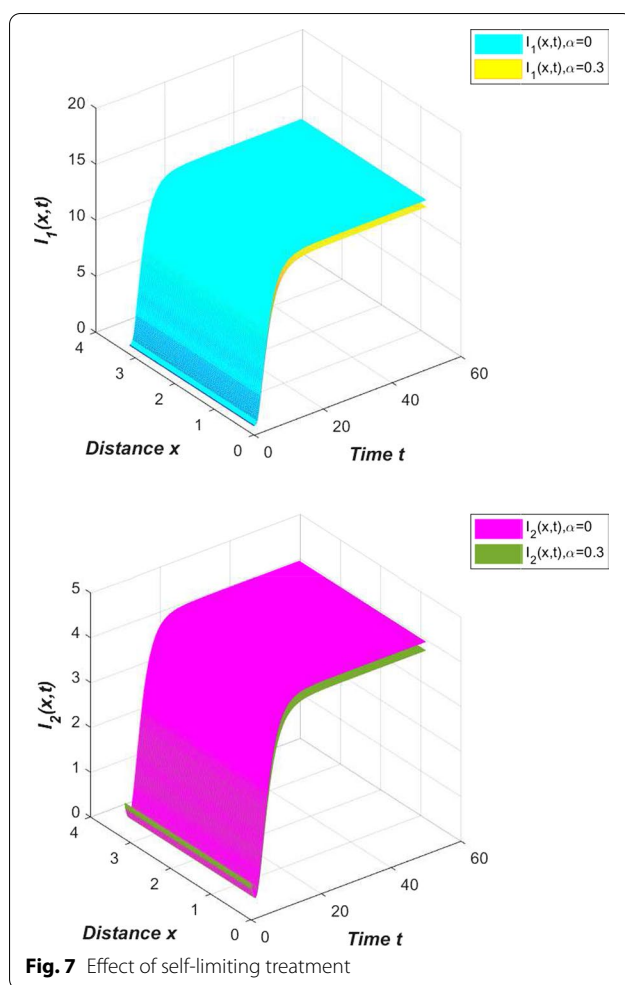 I1(x,t),α=0
I1(x,t),α=0.3
20
15
10
5
0
I1(x,t)
4
3
2
1
0
Distance x
0
20
40
60
Time t
I2(x,t),α=0
I2(x,t),α=0.3
5
4
3
2
1
0
I2(x,t)
4
3
2
1
0
Distance x
0
20
40
60
Time t
Fig. 7 Effect of self-limiting treatment